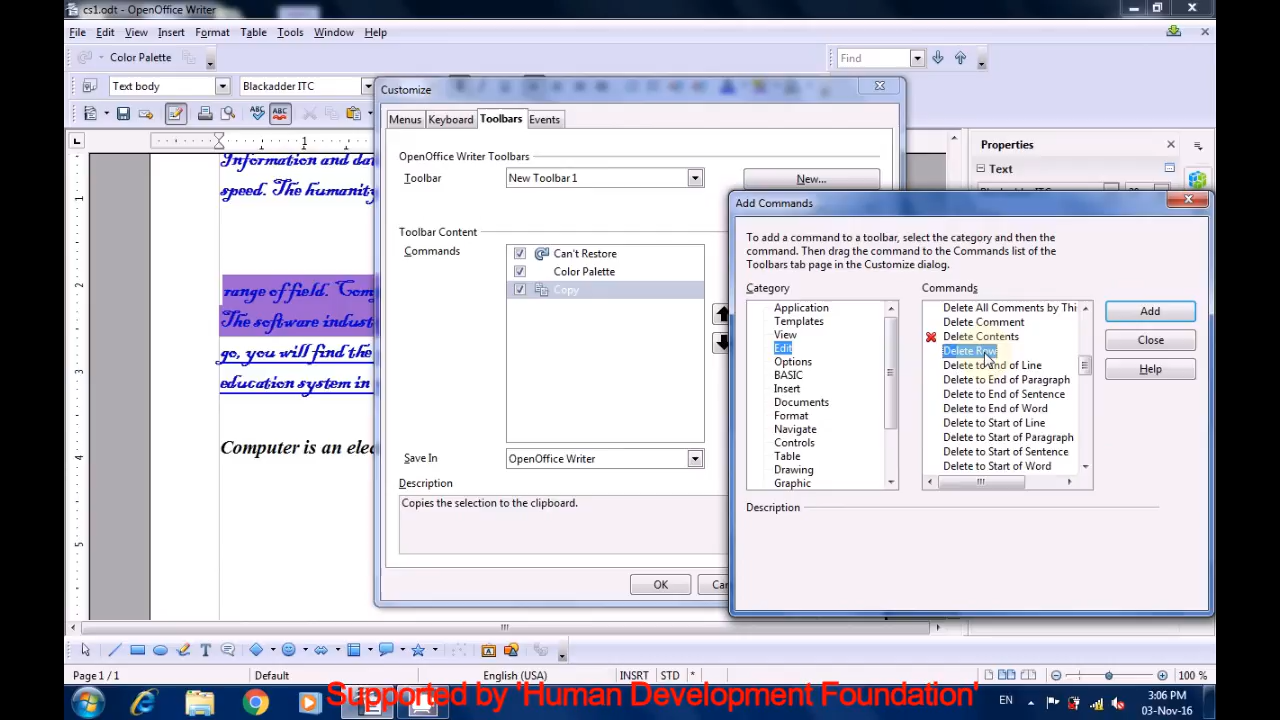 cs1.odt - OpenOffice Writer
File Edit View Insert Format Table Tools Window Help
Color Palette
Find
Text body
Blackadder ITC
Customize
Menus Keyboard Toolbars Events
OpenOffice Writer Toolbars
Toolbar New Toolbar 1 New...
Toolbar Content
Commands
Can't Restore
Color Palette
Copy
Save In OpenOffice Writer
Description
Copies the selection to the clipboard.
OK
Information and da
speed. The humanity
range of field. Com
The software indust
go, you will find the
education system in
Computer is an elec
Properties
Text
Add Commands
To add a command to a toolbar, select the category and then the
command. Then drag the command to the Commands list of the
Toolbars tab page in the Customize dialog.
Category
Application
Templates
View
Edit
Options
BASIC
Insert
Documents
Format
Navigate
Controls
Table
Drawing
Graphic
Commands
Delete All Comments by Thi
Delete Comment
Delete Contents
Delete Row
Delete to End of Line
Delete to End of Paragraph
Delete to End of Sentence
Delete to End of Word
Delete to Start of Line
Delete to Start of Paragraph
Delete to Start of Sentence
Delete to Start of Word
Add
Close
Help
Description
Page 1 / 1 Default English (USA) INSRT STD * 100 %
Supported by 'Human Development Foundation'
EN
3:06 PM
03-Nov-16